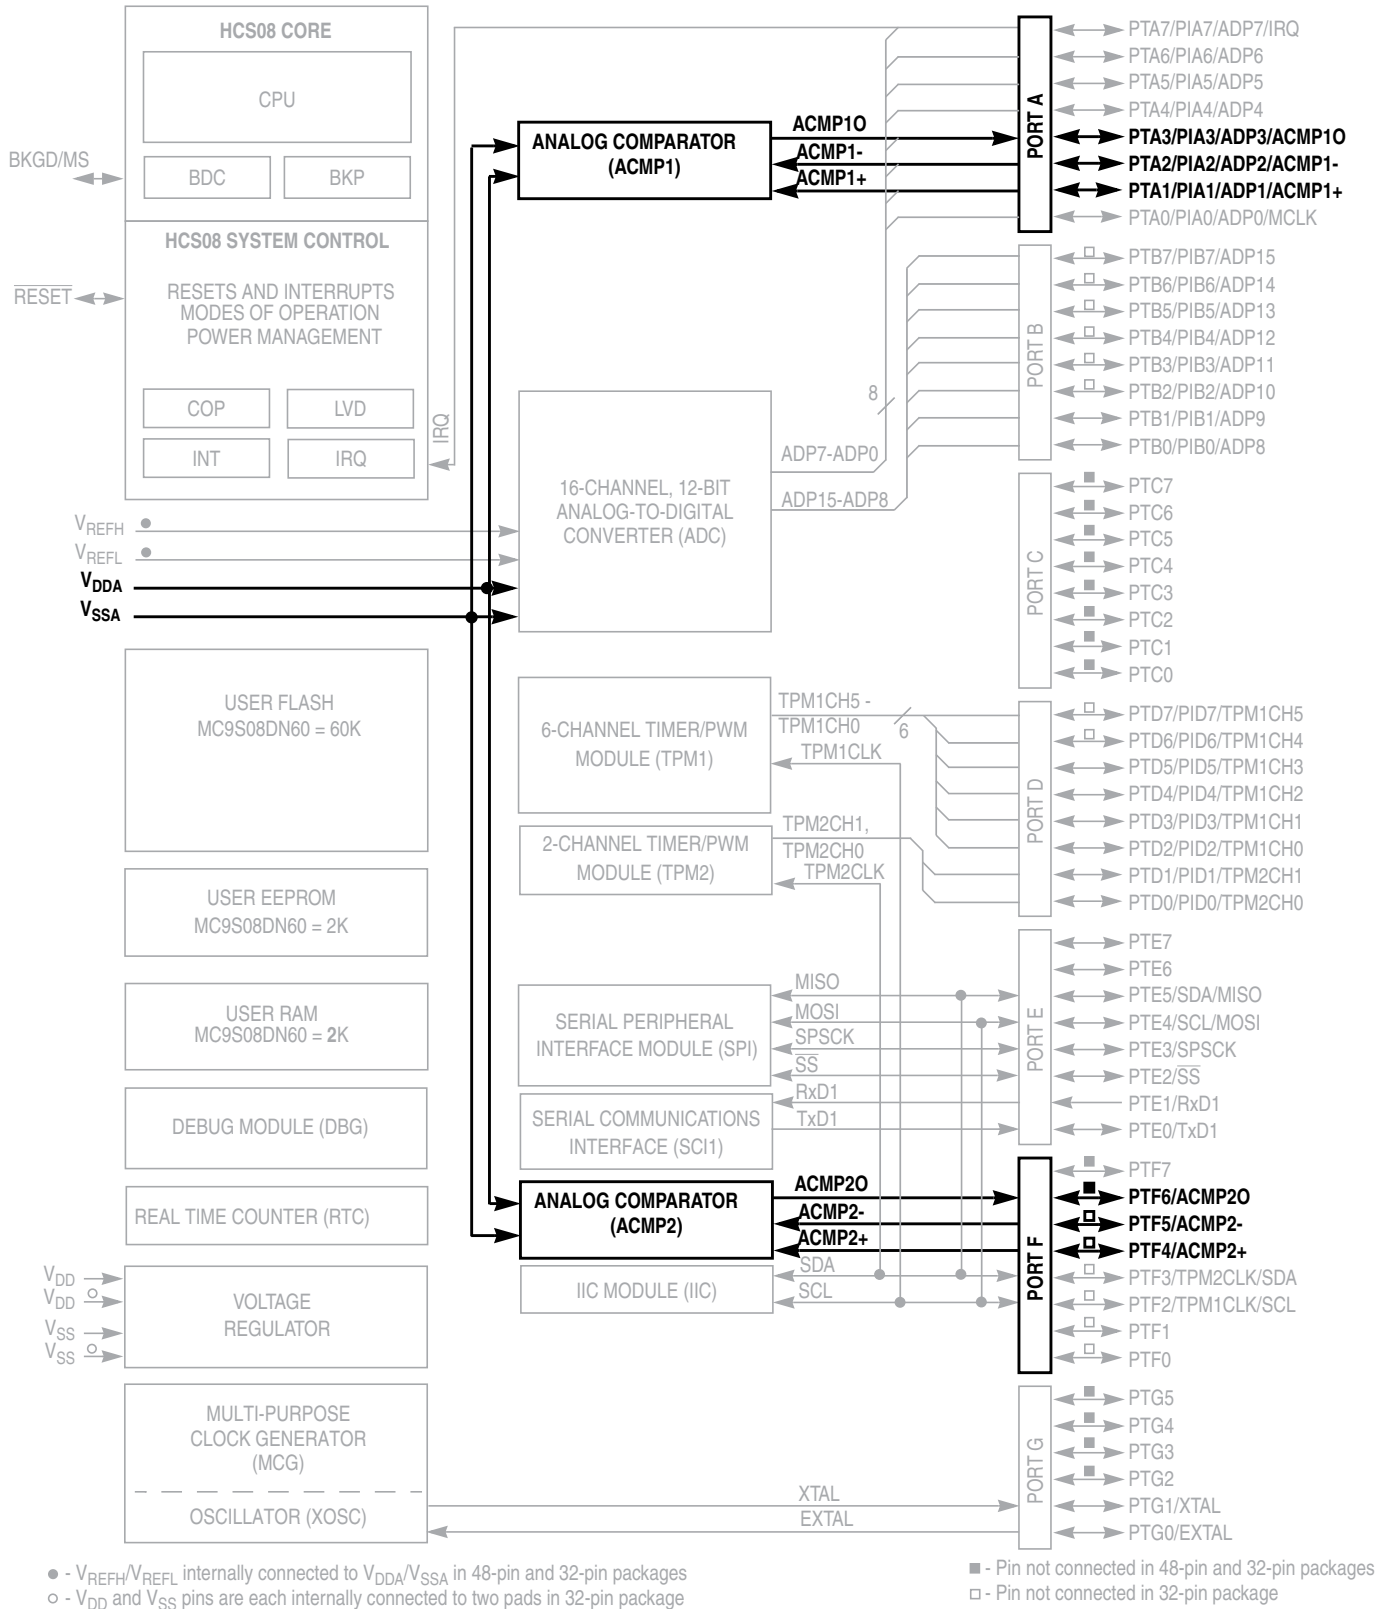 HCS08 CORE
CPU
BKGD/MS
BDC
BKP
HCS08 SYSTEM CONTROL
RESET
RESETS AND INTERRUPTS
MODES OF OPERATION
POWER MANAGEMENT
COP
LVD
INT
IRQ
IRQ
VREFH
VREFL
VDDA
VSSA
USER FLASH
MC9S08DN60 = 60K
USER EEPROM
MC9S08DN60 = 2K
USER RAM
MC9S08DN60 = 2K
DEBUG MODULE (DBG)
REAL TIME COUNTER (RTC)
VDD
VDD
VSS
VSS
VOLTAGE
REGULATOR
MULTI-PURPOSE
CLOCK GENERATOR
(MCG)
OSCILLATOR (XOSC)
ANALOG COMPARATOR
(ACMP1)
ACMP1O
ACMP1-
ACMP1+
16-CHANNEL, 12-BIT
ANALOG-TO-DIGITAL
CONVERTER (ADC)
8
ADP7-ADP0
ADP15-ADP8
6-CHANNEL TIMER/PWM
MODULE (TPM1)
TPM1CH5 -
TPM1CH0
6
TPM1CLK
2-CHANNEL TIMER/PWM
MODULE (TPM2)
TPM2CH1,
TPM2CH0
TPM2CLK
SERIAL PERIPHERAL
INTERFACE MODULE (SPI)
MISO
MOSI
SPSCK
SS
SERIAL COMMUNICATIONS
INTERFACE (SCI1)
RxD1
TxD1
ANALOG COMPARATOR
(ACMP2)
ACMP2O
ACMP2-
ACMP2+
IIC MODULE (IIC)
SDA
SCL
XTAL
EXTAL
PORT A
PTA7/PIA7/ADP7/IRQ
PTA6/PIA6/ADP6
PTA5/PIA5/ADP5
PTA4/PIA4/ADP4
PTA3/PIA3/ADP3/ACMP1O
PTA2/PIA2/ADP2/ACMP1-
PTA1/PIA1/ADP1/ACMP1+
PTA0/PIA0/ADP0/MCLK
PORT B
PTB7/PIB7/ADP15
PTB6/PIB6/ADP14
PTB5/PIB5/ADP13
PTB4/PIB4/ADP12
PTB3/PIB3/ADP11
PTB2/PIB2/ADP10
PTB1/PIB1/ADP9
PTB0/PIB0/ADP8
PORT C
PTC7
PTC6
PTC5
PTC4
PTC3
PTC2
PTC1
PTC0
PORT D
PTD7/PID7/TPM1CH5
PTD6/PID6/TPM1CH4
PTD5/PID5/TPM1CH3
PTD4/PID4/TPM1CH2
PTD3/PID3/TPM1CH1
PTD2/PID2/TPM1CH0
PTD1/PID1/TPM2CH1
PTD0/PID0/TPM2CH0
PORT E
PTE7
PTE6
PTE5/SDA/MISO
PTE4/SCL/MOSI
PTE3/SPSCK
PTE2/SS
PTE1/RxD1
PTE0/TxD1
PORT F
PTF7
PTF6/ACMP2O
PTF5/ACMP2-
PTF4/ACMP2+
PTF3/TPM2CLK/SDA
PTF2/TPM1CLK/SCL
PTF1
PTF0
PORT G
PTG5
PTG4
PTG3
PTG2
PTG1/XTAL
PTG0/EXTAL
● - VREFH/VREFL internally connected to VDDA/VSSA in 48-pin and 32-pin packages
○ - VDD and VSS pins are each internally connected to two pads in 32-pin package
■ - Pin not connected in 48-pin and 32-pin packages
□ - Pin not connected in 32-pin package